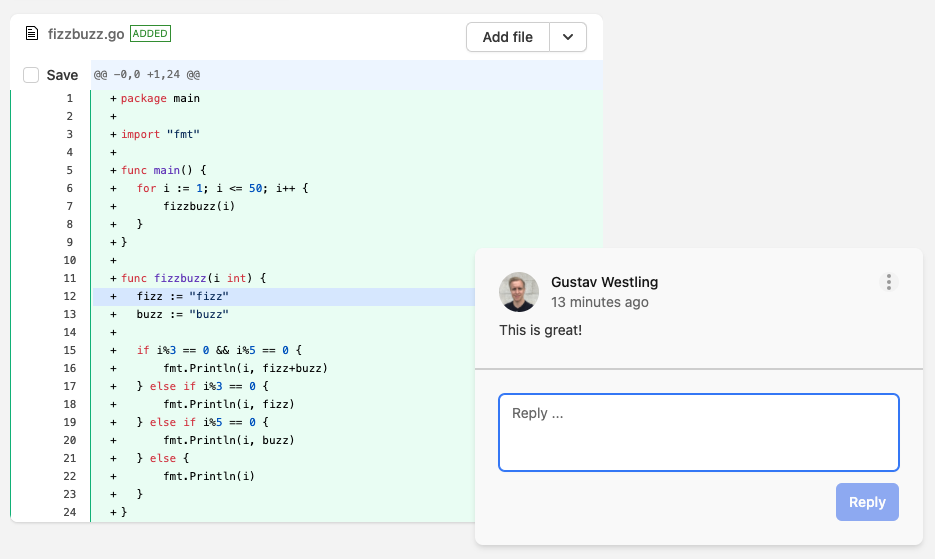 fizzbuzz.go ADDED
Add file
Save @@ −0,0 +1,24 @@
1 + package main
2 +
3 + import "fmt"
4 +
5 + func main() {
6 + for i := 1; i <= 50; i++ {
7 + fizzbuzz(i)
8 + }
9 + }
10 +
11 + func fizzbuzz(i int) {
12 + fizz := "fizz"
13 + buzz := "buzz"
14 +
15 + if i%3 == 0 && i%5 == 0 {
16 + fmt.Println(i, fizz+buzz)
17 + } else if i%3 == 0 {
18 + fmt.Println(i, fizz)
19 + } else if i%5 == 0 {
20 + fmt.Println(i, buzz)
21 + } else {
22 + fmt.Println(i)
23 + }
24 + }
Gustav Westling
13 minutes ago
This is great!
Reply ...
Reply